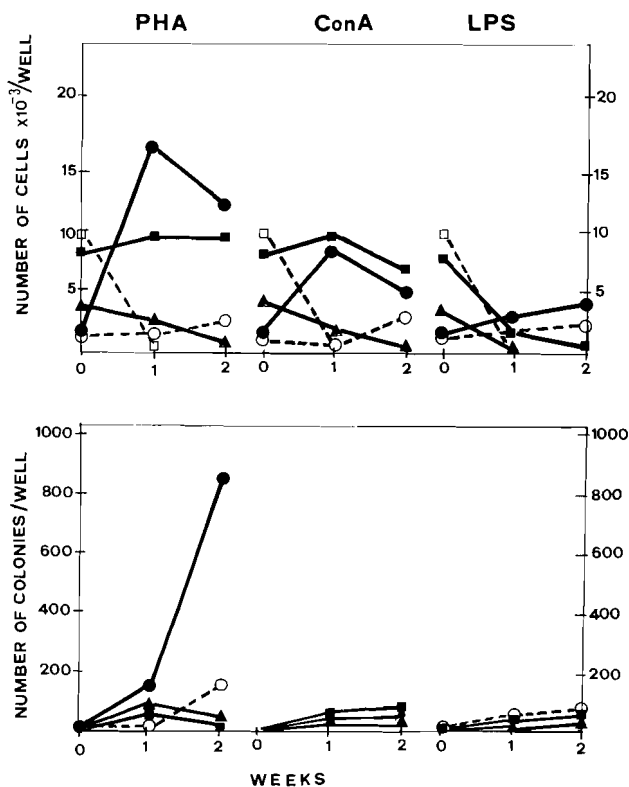 PHA ConA LPS
NUMBER OF CELLS x10⁻³/WELL
20 20
15 15
10 10
5 5
0 1 2 0 1 2 0 1 2
NUMBER OF COLONIES/WELL
1000 1000
800 800
600 600
400 400
200 200
0 1 2 0 1 2 0 1 2
WEEKS